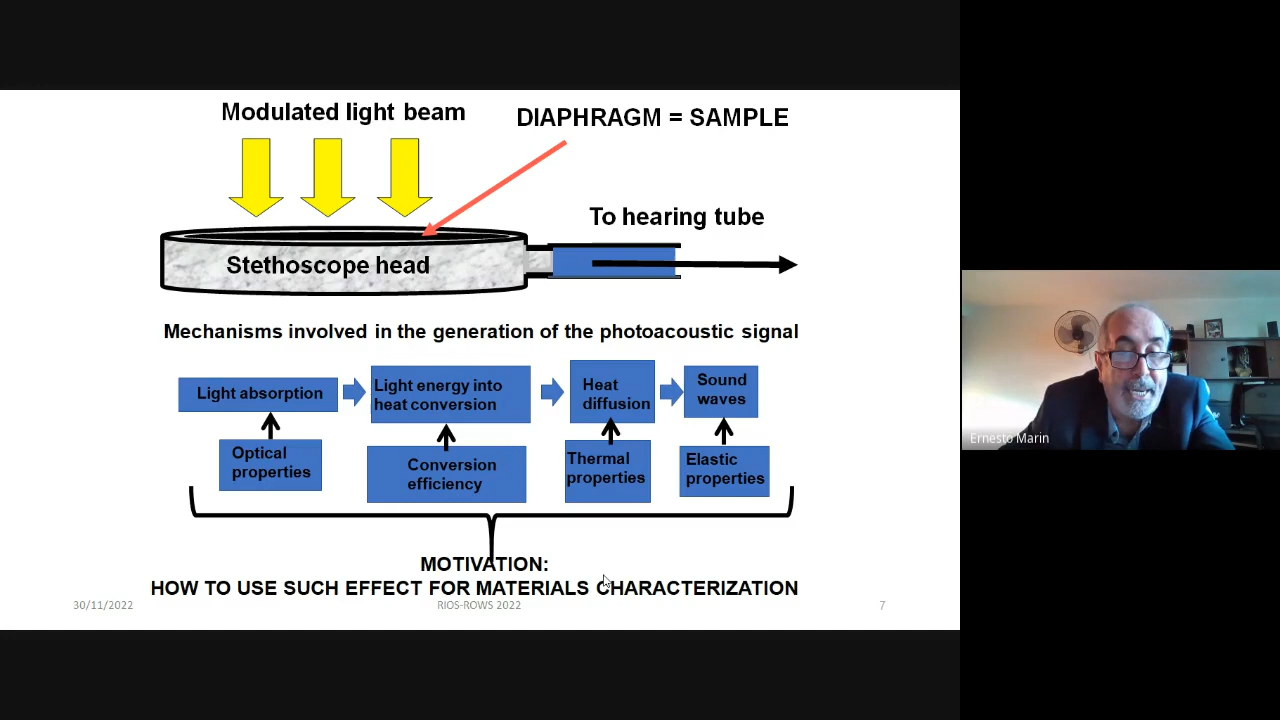 Modulated light beam
DIAPHRAGM = SAMPLE
To hearing tube
Stethoscope head
Mechanisms involved in the generation of the photoacoustic signal
Light absorption
Light energy into
heat conversion
Heat
diffusion
Sound
waves
Optical
properties
Conversion
efficiency
Thermal
properties
Elastic
properties
MOTIVATION:
HOW TO USE SUCH EFFECT FOR MATERIALS CHARACTERIZATION
30/11/2022
RIOS-ROWS 2022
7
Ernesto Marin